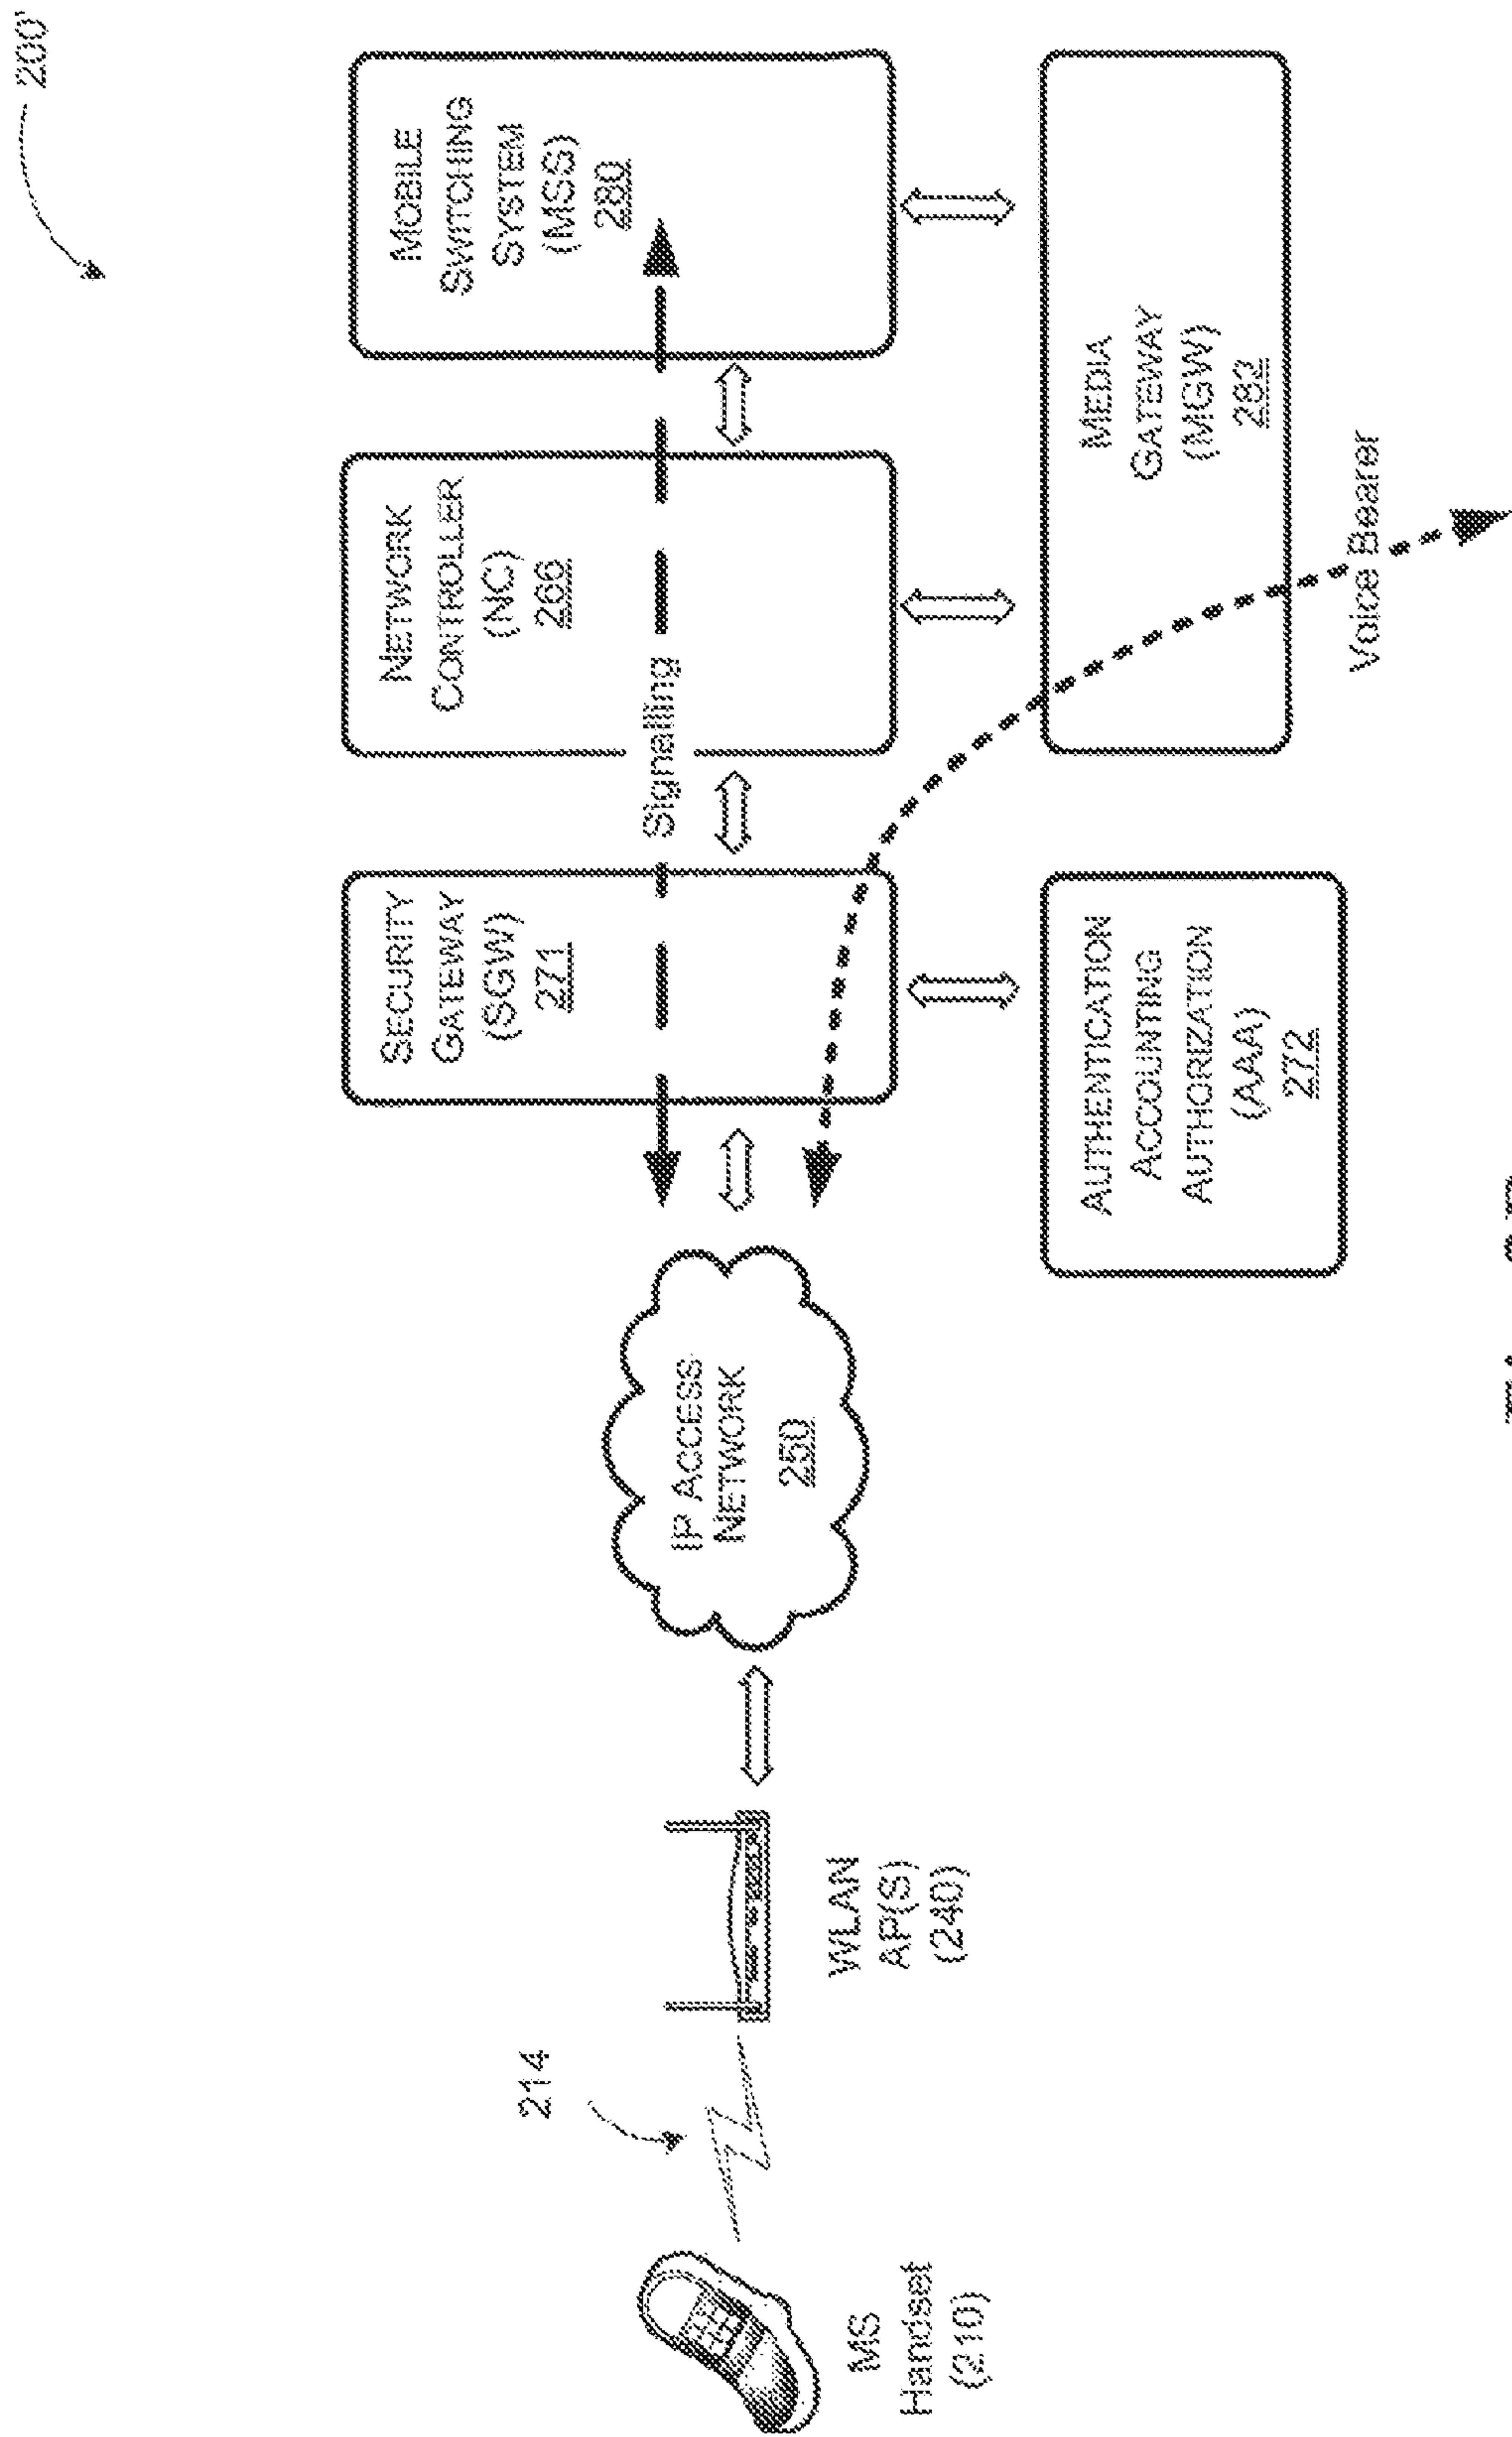 200'
MOBILE
SWITCHING
SYSTEM
(MSS)
280
NETWORK
CONTROLLER
(NC)
266
SECURITY
GATEWAY
(SGW)
271
Signalling
MEDIA
GATEWAY
(MGW)
282
Voice Bearer
AUTHENTICATION
ACCOUNTING
AUTHORIZATION
(AAA)
272
IP ACCESS
NETWORK
250
WLAN
AP(S)
(240)
214
MS
Handset
(210)